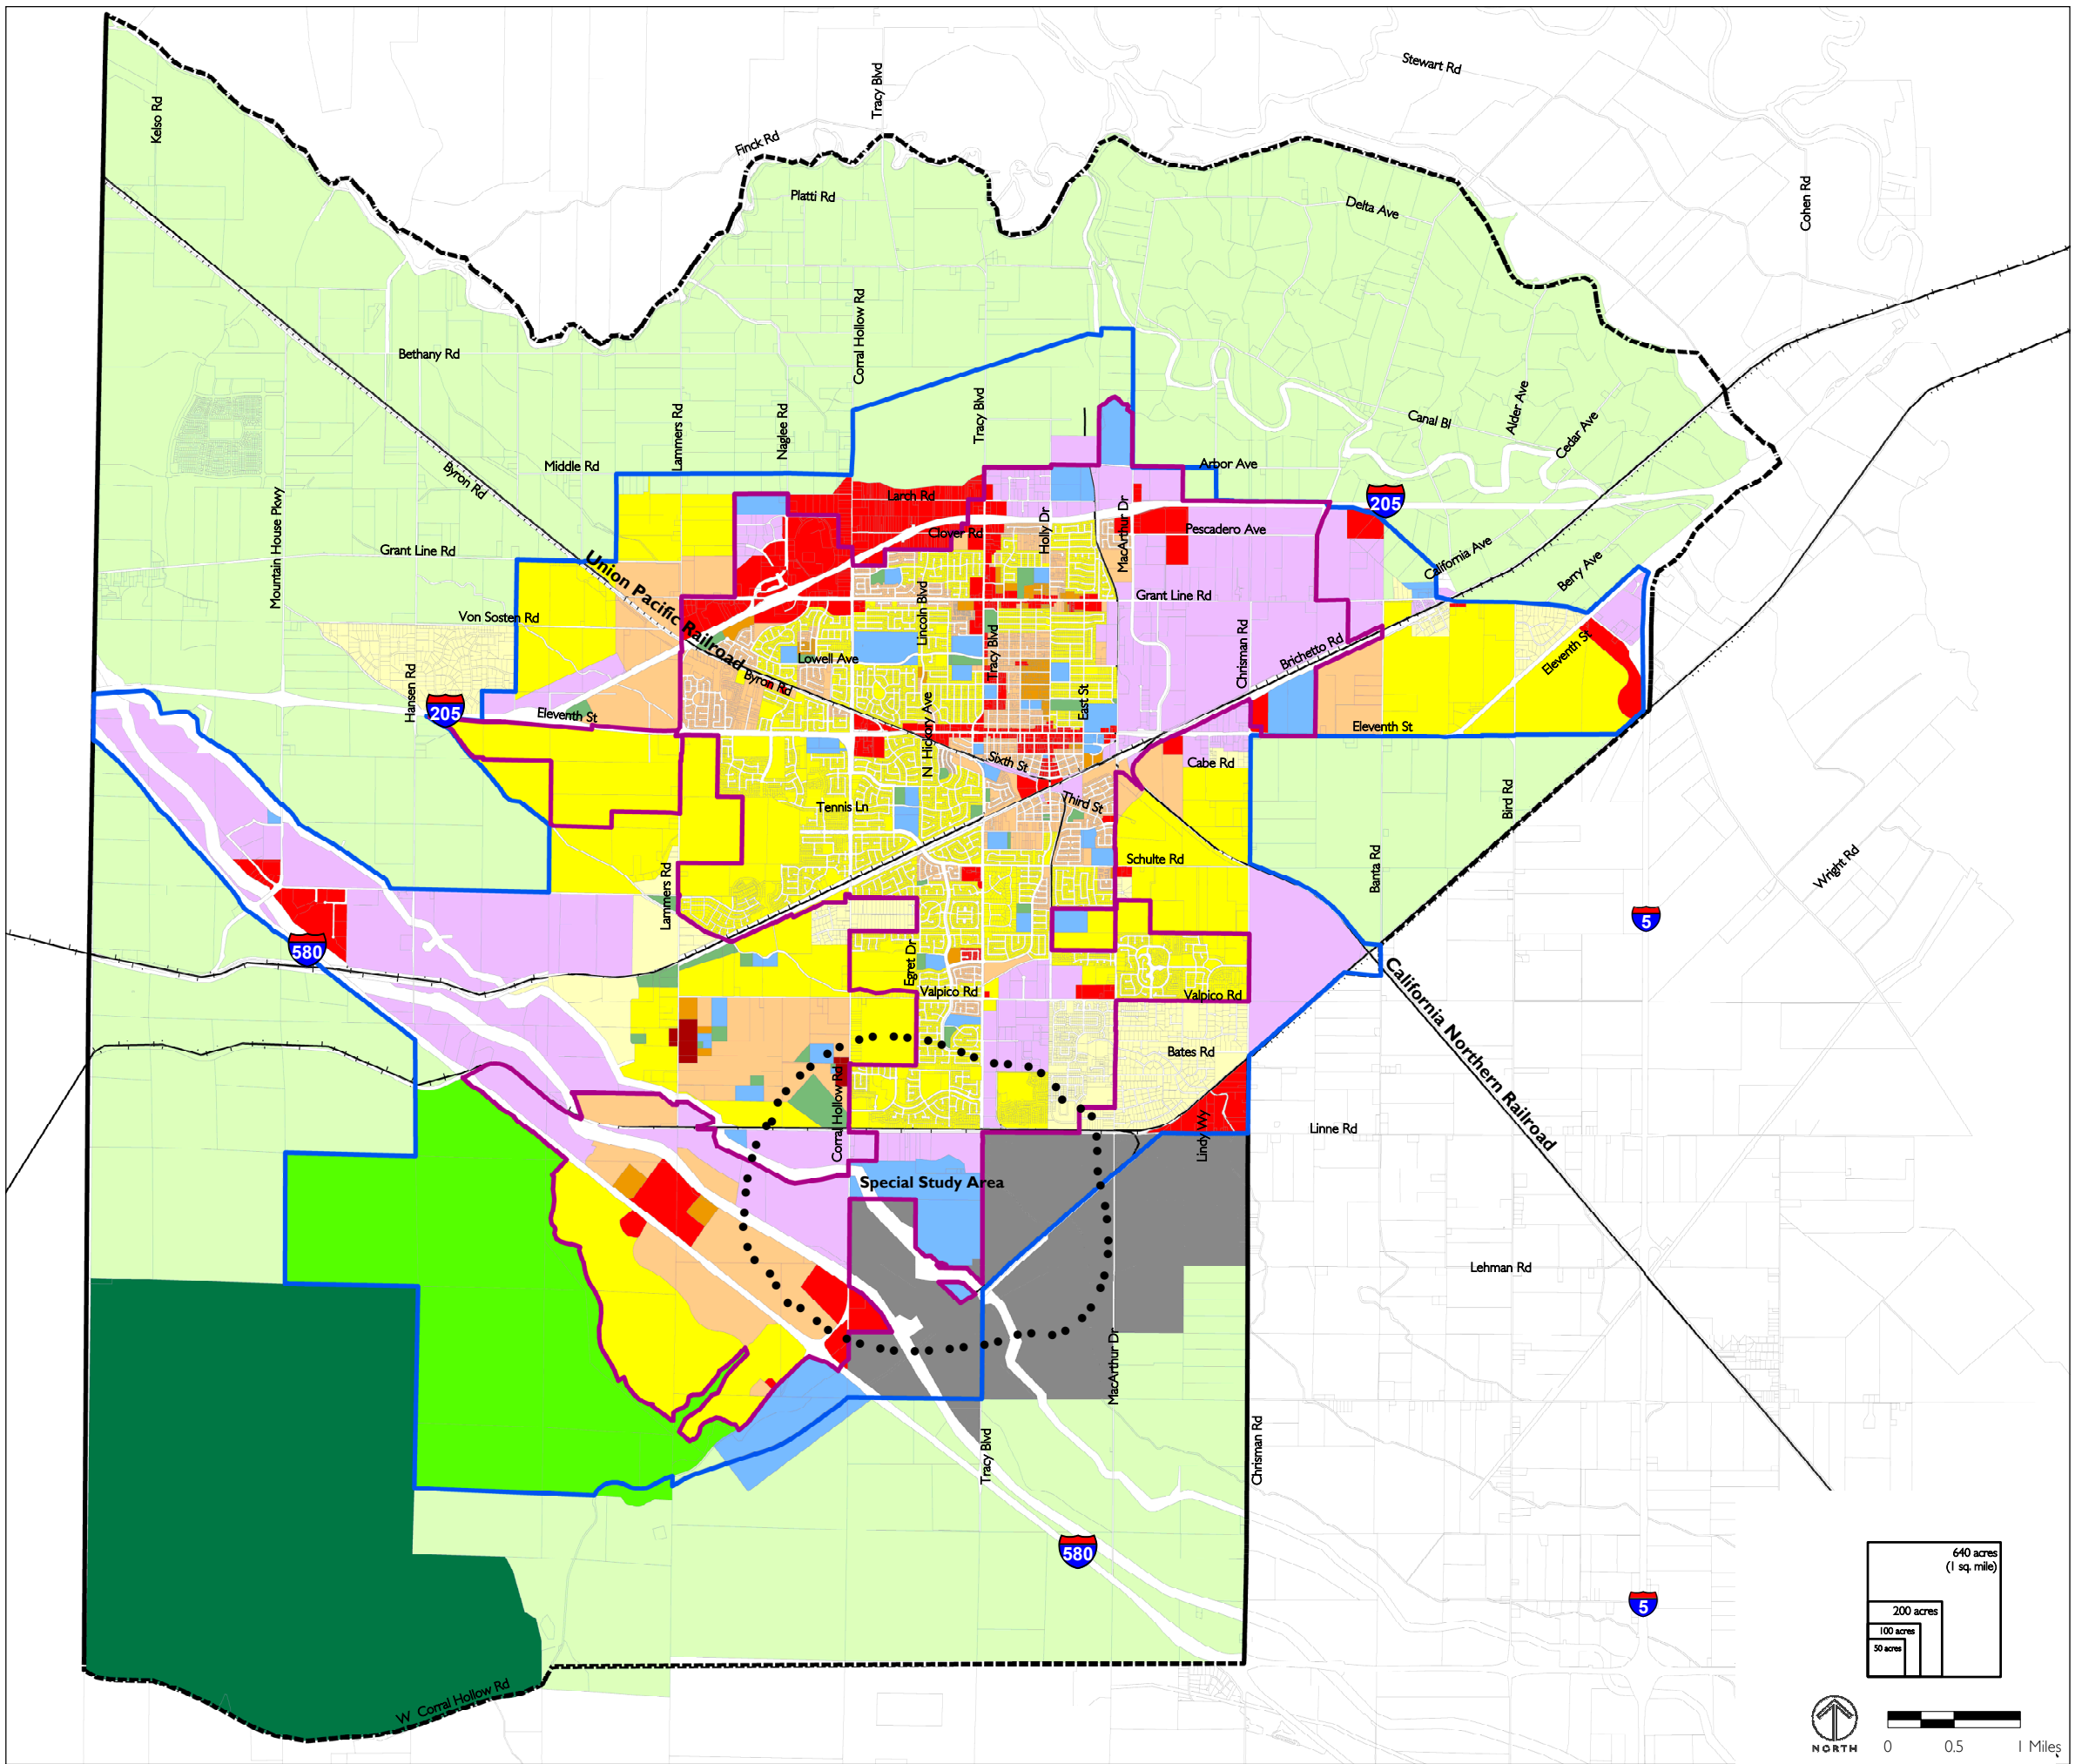 Stewart Rd
Tracy Blvd
Kelso Rd
Finck Rd
Platti Rd
Delta Ave
Cohen Rd
Corral Hollow Rd
Bethany Rd
Lammers Rd
Naglee Rd
Tracy Blvd
Canal Bl
Alder Ave
Cedar Ave
Middle Rd
Byron Rd
Arbor Ave
Mountain House Pkwy
Larch Rd
205
Holly Dr
MacArthur Dr
Pescadero Ave
Clover Rd
Grant Line Rd
California Ave
Berry Ave
Union Pacific Railroad
Grant Line Rd
Lincoln Blvd
Von Sosten Rd
Tracy Blvd
Chrisman Rd
Brichetto Rd
Eleventh St
Lowell Ave
Byron Rd
Hansen Rd
205
Eleventh St
N Hickory Ave
East St
Eleventh St
Sixth St
Cabe Rd
Tennis Ln
Third St
Bird Rd
Schulte Rd
Banta Rd
Wright Rd
Lammers Rd
5
580
Egret Dr
Valpico Rd
Valpico Rd
California Northern Railroad
Bates Rd
Corral Hollow Rd
Lindy Wy
Linne Rd
Special Study Area
Lehman Rd
MacArthur Dr
Tracy Blvd
Chrisman Rd
580
5
W Corral Hollow Rd
640 acres
(1 sq. mile)
200 acres
100 acres
50 acres
NORTH
0 0.5 1 Miles